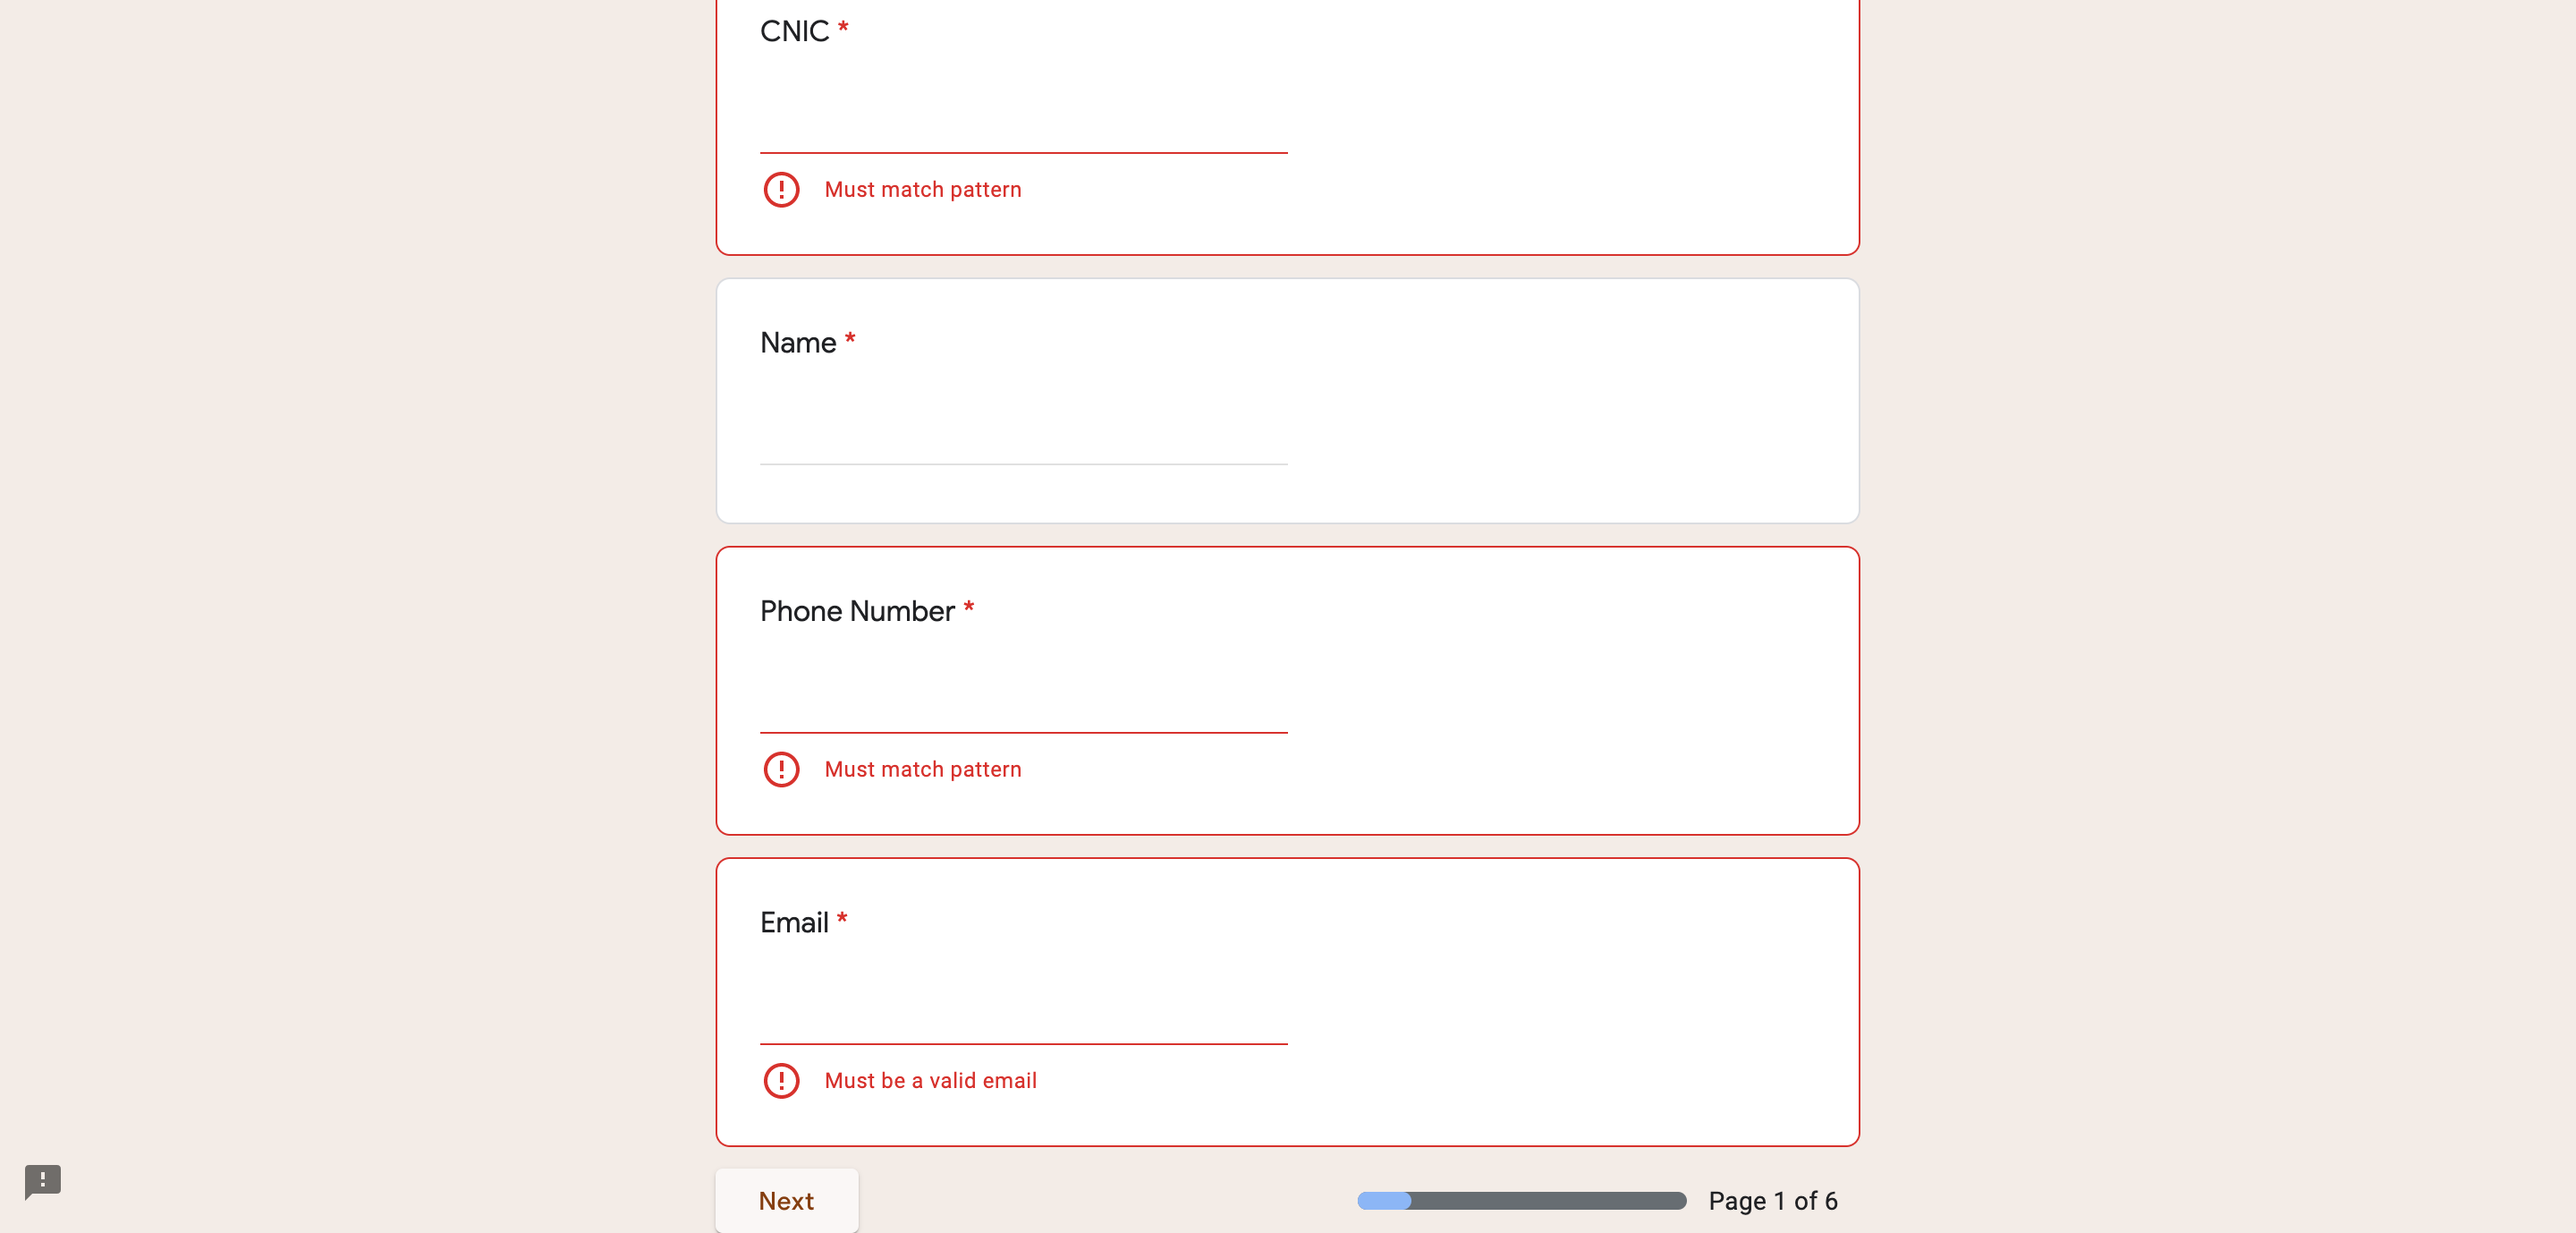 CNIC *
Must match pattern
Name *
Phone Number *
Must match pattern
Email *
Must be a valid email
Next
Page 1 of 6